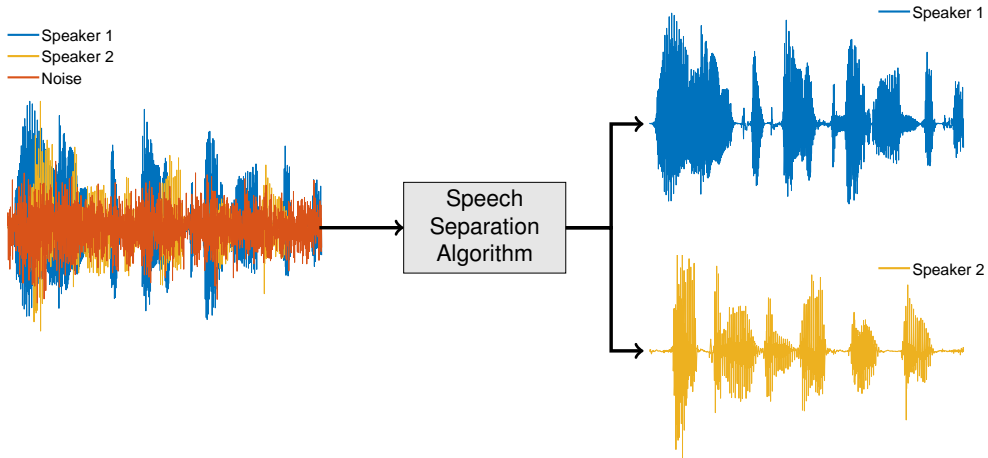 Speaker 1
Speaker 2
Noise
Speech
Separation
Algorithm
Speaker 1
Speaker 2